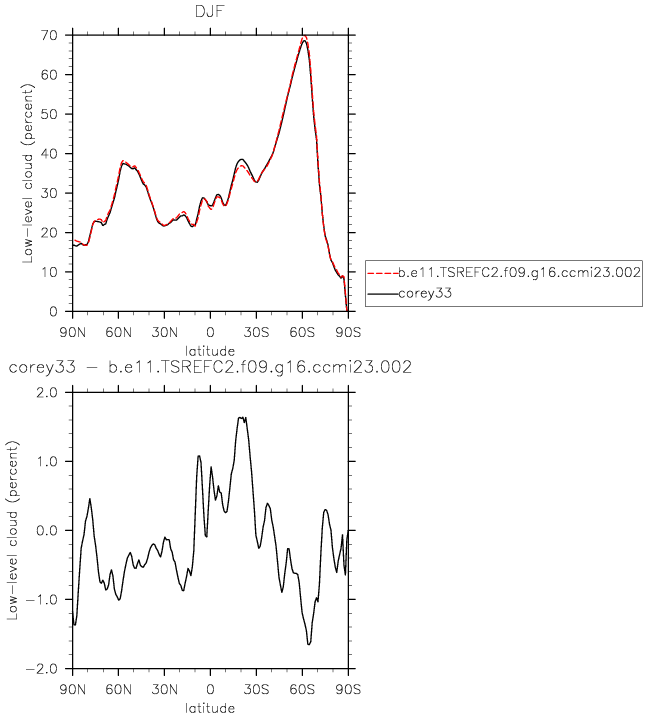 DJF
70
60
50
40
30
20
10
0
Low-level cloud (percent)
90N 60N 30N 0 30S 60S 90S
latitude
b.e11.TSREFC2.f09.g16.ccmi23.002
corey33
corey33 - b.e11.TSREFC2.f09.g16.ccmi23.002
2.0
1.0
0.0
-1.0
-2.0
Low-level cloud (percent)
90N 60N 30N 0 30S 60S 90S
latitude